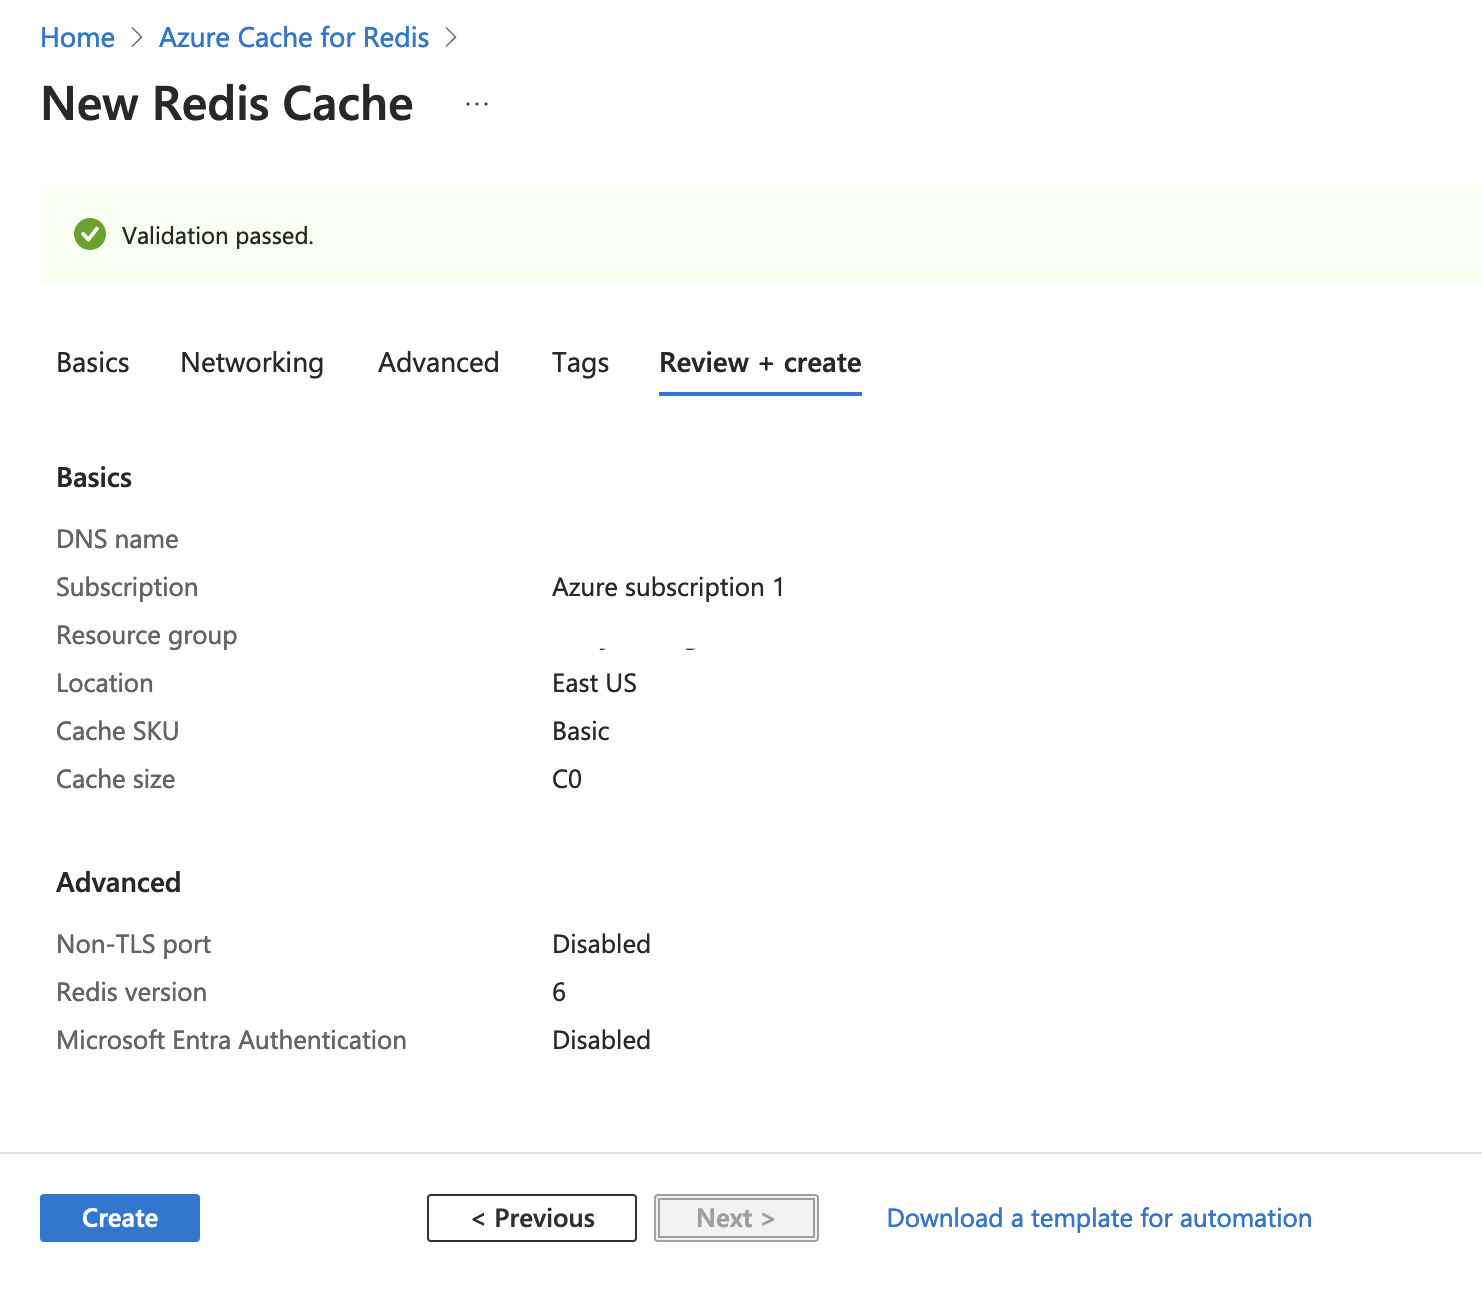 Home > Azure Cache for Redis >
New Redis Cache ...
Validation passed.
Basics Networking Advanced Tags Review + create
Basics
DNS name
Subscription Azure subscription 1
Resource group
Location East US
Cache SKU Basic
Cache size C0
Advanced
Non-TLS port Disabled
Redis version 6
Microsoft Entra Authentication Disabled
Create < Previous Next > Download a template for automation